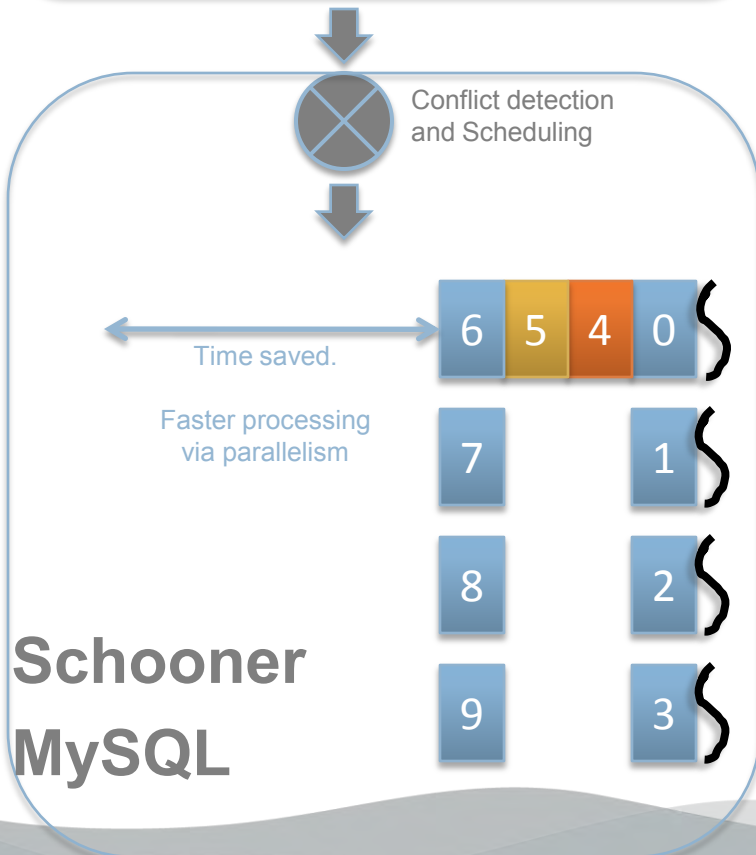 Conflict detection
and Scheduling
6 5 4 0
Time saved.
Faster processing
via parallelism
7 1
8 2
9 3
Schooner
MySQL